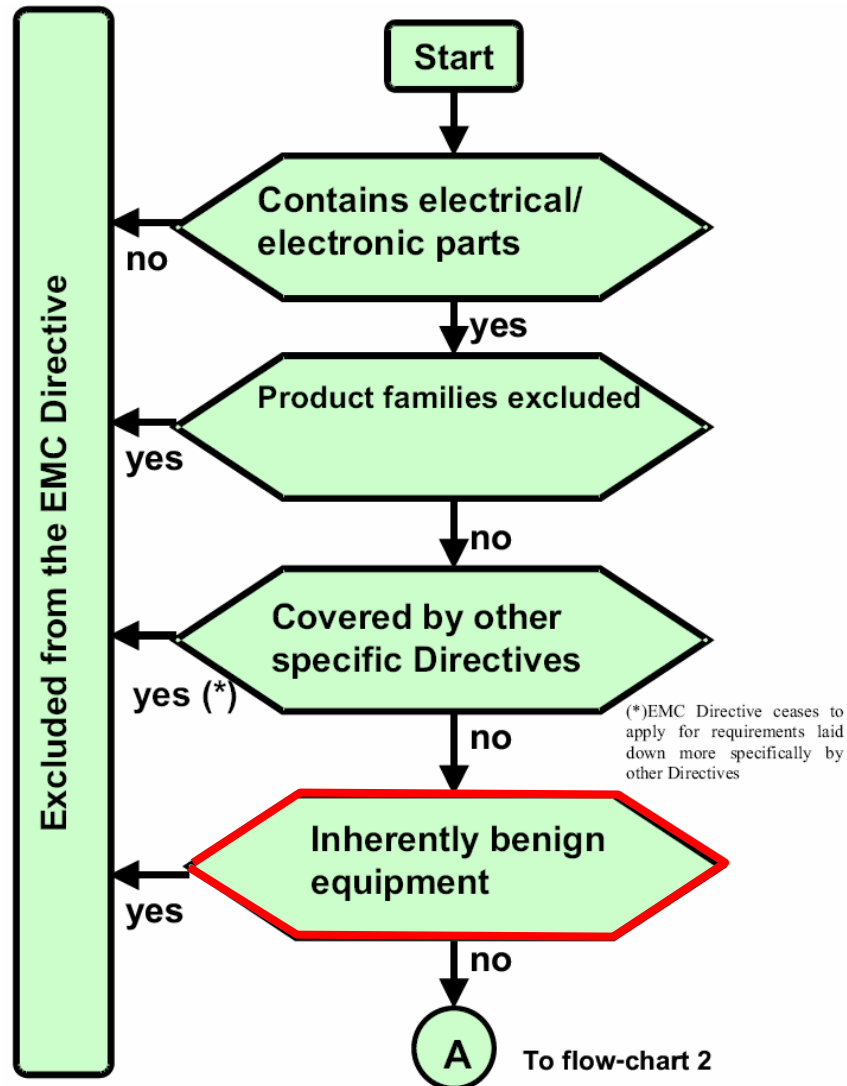 Start
Contains electrical/
electronic parts
no
yes
Product families excluded
yes
no
Covered by other
specific Directives
yes (*)
no
(*)EMC Directive ceases to
apply for requirements laid
down more specifically by
other Directives
Inherently benign
equipment
yes
no
A
To flow-chart 2
Excluded from the EMC Directive